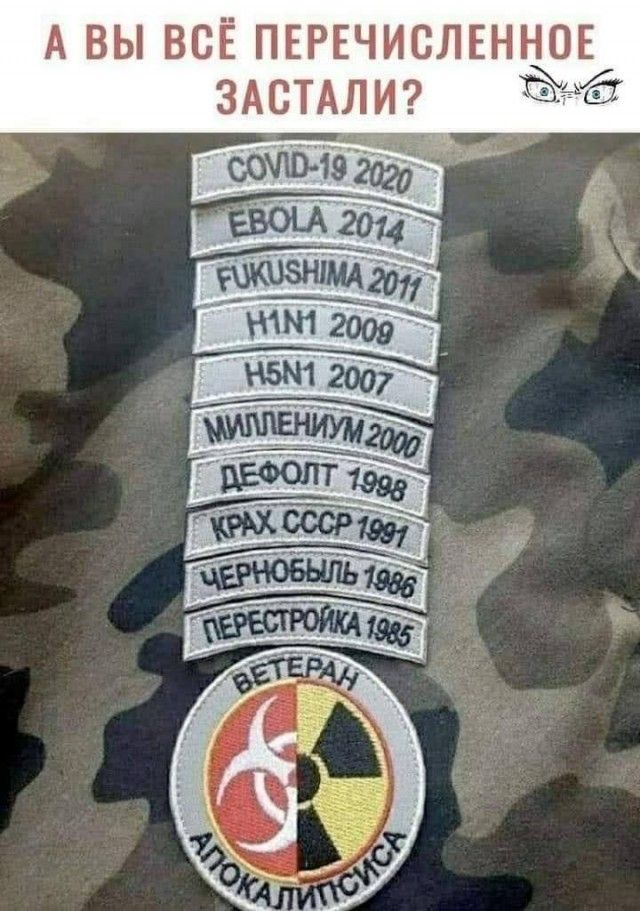 А ВЫ ВСЁ ПЕРЕЧИСЛЕННОЕ
ЗАСТАЛИ?
COVID-19 2020
EBOLA 2014
FUKUSHIMA 2011
H1N1 2009
H5N1 2007
МИЛЛЕНИУМ 2000
ДЕФОЛТ 1998
КРАХ СССР 1991
ЧЕРНОБЫЛЬ 1986
ПЕРЕСТРОЙКА 1985
ВЕТЕРАН
АПОКАЛИПСИСА